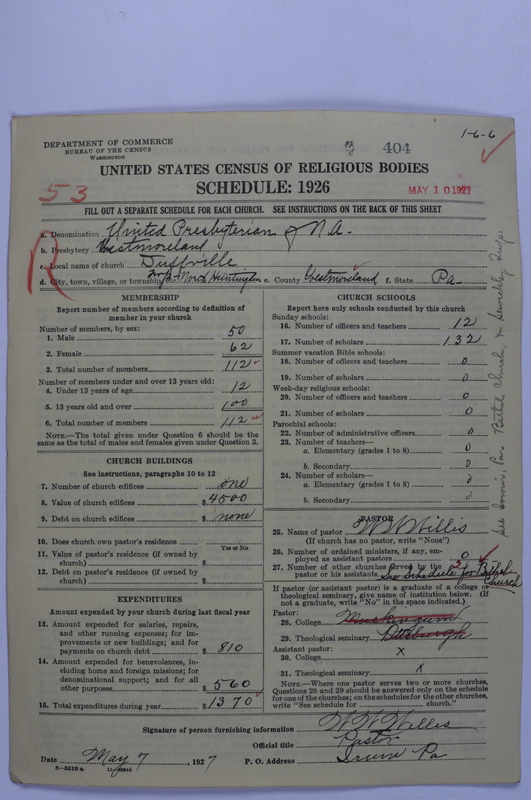 1-6-6
DEPARTMENT OF COMMERCE
BUREAU OF THE CENSUS
WASHINGTON
404
UNITED STATES CENSUS OF RELIGIOUS BODIES
SCHEDULE: 1926
53
MAY 10 1927
FILL OUT A SEPARATE SCHEDULE FOR EACH CHURCH. SEE INSTRUCTIONS ON THE BACK OF THIS SHEET
a. Denomination United Presbyterian of N.A.
b. Presbytery Westmoreland
c. Local name of church
d. City, town, village, or township Twp. North Huntington e. County Westmoreland f. State Pa.
MEMBERSHIP
Report number of members according to definition of member in your church
Number of members, by sex:
1. Male 50
2. Female 62
3. Total number of members 112
Number of members under and over 13 years old:
4. Under 13 years of age 12
5. 13 years old and over 100
6. Total number of members 112
NOTE.—The total given under Question 6 should be the same as the total of males and females given under Question 3.
CHURCH BUILDINGS
See instructions, paragraphs 10 to 12
7. Number of church edifices one
8. Value of church edifices $ 4500
9. Debt on church edifices $ none
10. Does church own pastor's residence
Yes or No
11. Value of pastor's residence (if owned by church) $
12. Debt on pastor's residence (if owned by church) $
EXPENDITURES
Amount expended by your church during last fiscal year
13. Amount expended for salaries, repairs, and other running expenses; for improvements or new buildings; and for payments on church debt $ 810
14. Amount expended for benevolences, including home and foreign missions; for denominational support; and for all other purposes $ 560
15. Total expenditures during year $ 1370
CHURCH SCHOOLS
Report here only schools conducted by this church
Sunday schools:
16. Number of officers and teachers 12
17. Number of scholars 132
Summer vacation Bible schools:
18. Number of officers and teachers 0
19. Number of scholars 0
Week-day religious schools:
20. Number of officers and teachers 0
21. Number of scholars 0
Parochial schools:
22. Number of administrative officers 0
23. Number of teachers—
a. Elementary (grades 1 to 8) 0
b. Secondary 0
24. Number of scholars—
a. Elementary (grades 1 to 8) 0
b. Secondary 0
PASTOR
25. Name of pastor W W Willis
(If church has no pastor, write "None")
26. Number of ordained ministers, if any, employed as assistant pastors 0
27. Number of other churches served by the pastor or his assistants See Schedule for Bethel Church
If pastor (or assistant pastor) is a graduate of a college or theological seminary, give name of institution below. (If not a graduate, write "No" in the space indicated.)
Pastor:
28. College Muskingum
29. Theological seminary Pittsburgh
Assistant pastor:
30. College x
31. Theological seminary x
NOTE.—Where one pastor serves two or more churches, Questions 28 and 29 should be answered only on the schedule for one of the churches; on the schedules for the other churches, write "See schedule for church."
Signature of person furnishing information W W Willis
Official title Pastor
Date May 7, 1927 P. O. Address Irwin Pa
8—5518a
Pa. Bethel church, Sewickley Twp.